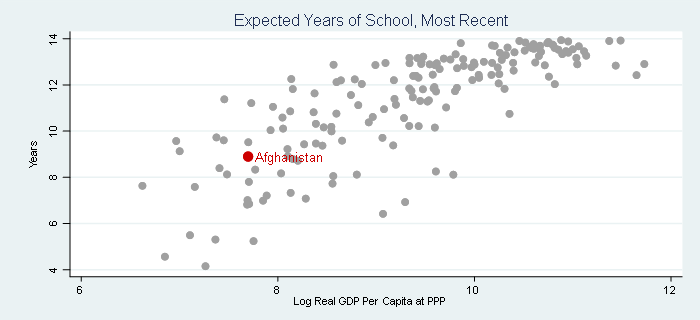 Expected Years of School, Most Recent
14
12
10
8
6
4
Years
Afghanistan
6
8
10
12
Log Real GDP Per Capita at PPP